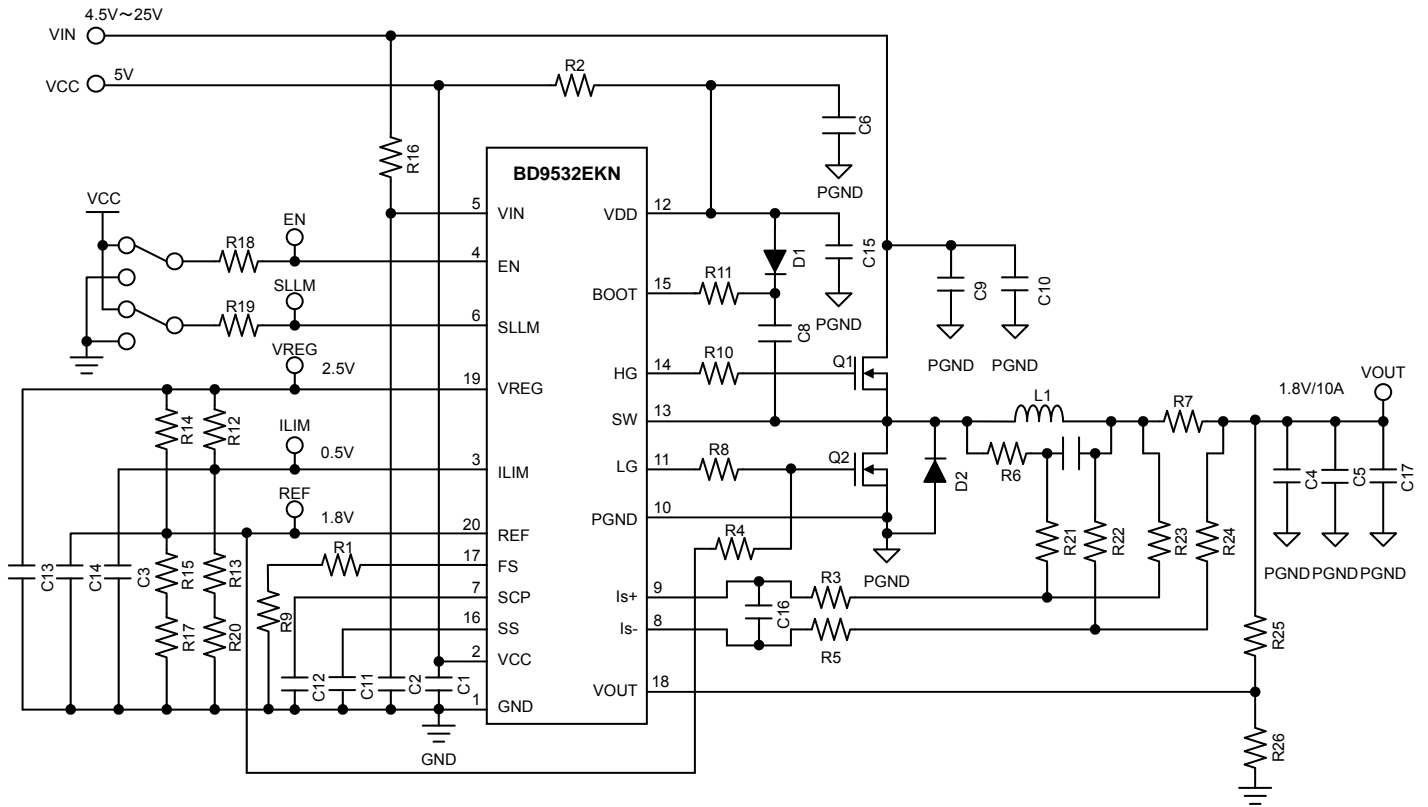 4.5V～25V
VIN
VCC
5V
R2
C6
PGND
R16
BD9532EKN
VCC
EN
R18
SLLM
R19
VREG
2.5V
R14
R12
ILIM
0.5V
REF
1.8V
R1
R9
C13
C14
C3
R15
R13
R17
R20
C12
C11
C2
C1
GND
5
VIN
4
EN
6
SLLM
19
VREG
3
ILIM
20
REF
17
FS
7
SCP
16
SS
2
VCC
1
GND
VDD
12
BOOT
15
HG
14
SW
13
LG
11
PGND
10
Is+
9
Is-
8
VOUT
18
D1
C15
PGND
R11
C8
R10
Q1
C9
C10
PGND
PGND
R8
Q2
D2
R4
PGND
L1
R7
R6
R21
R22
R23
R24
C16
R3
R5
1.8V/10A
VOUT
C4
C5
C17
PGND
PGND
PGND
R25
R26